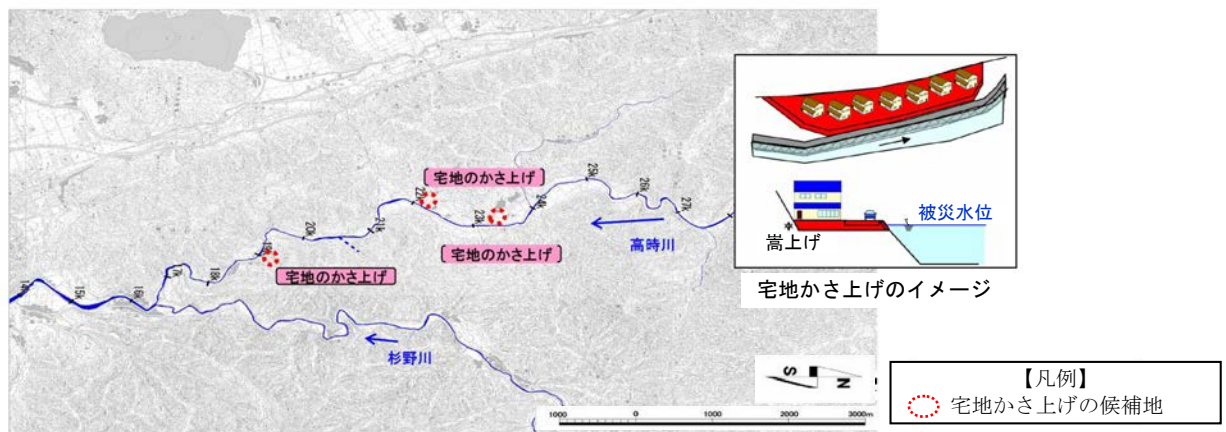 〔宅地のかさ上げ〕
〔宅地のかさ上げ〕
宅地のかさ上げ
高時川
杉野川
14k
15k
16k
17k
18k
19k
20k
21k
22k
23k
24k
25k
26k
27k
被災水位
※
嵩上げ
宅地かさ上げのイメージ
S
N
1000 0 1000 2000 3000m
【凡例】
宅地かさ上げの候補地